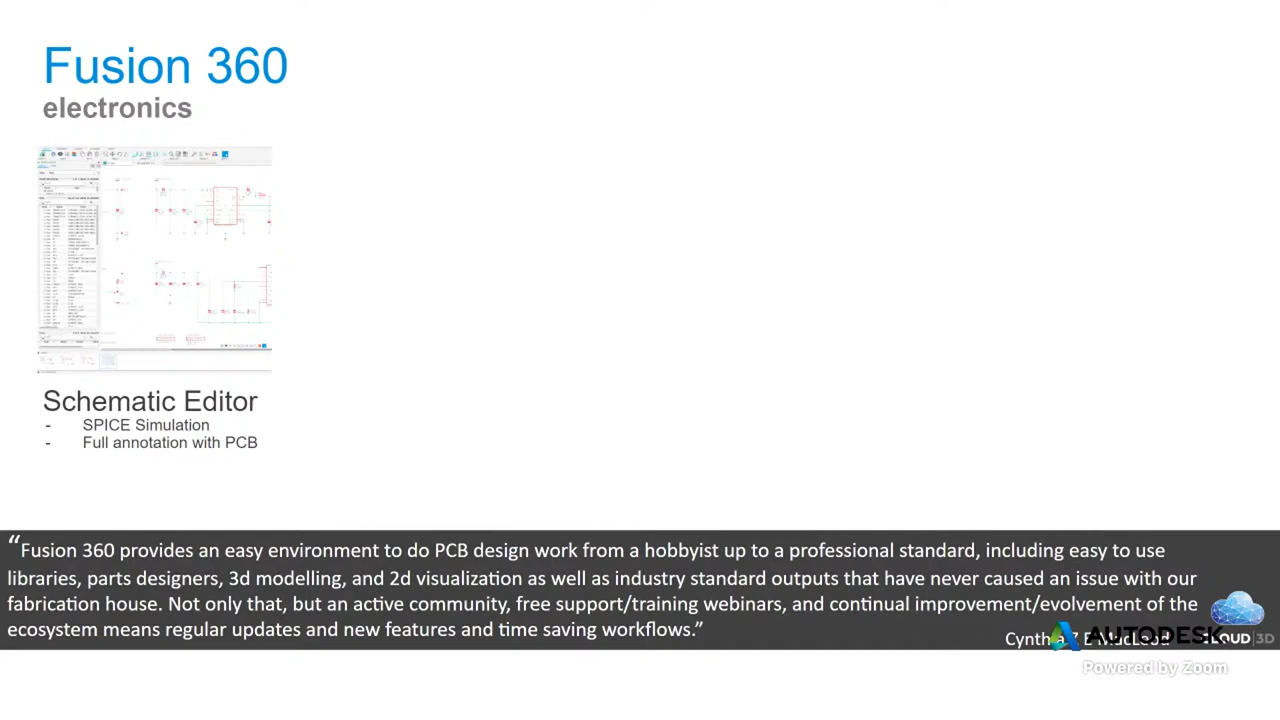 Fusion 360
electronics
Schematic Editor
- SPICE Simulation
- Full annotation with PCB
“Fusion 360 provides an easy environment to do PCB design work from a hobbyist up to a professional standard, including easy to use
libraries, parts designers, 3d modelling, and 2d visualization as well as industry standard outputs that have never caused an issue with our
fabrication house. Not only that, but an active community, free support/training webinars, and continual improvement/evolvement of the
ecosystem means regular updates and new features and time saving workflows.”
E MacLeod
AUTODESK
CLOUD|3D
Powered by Zoom